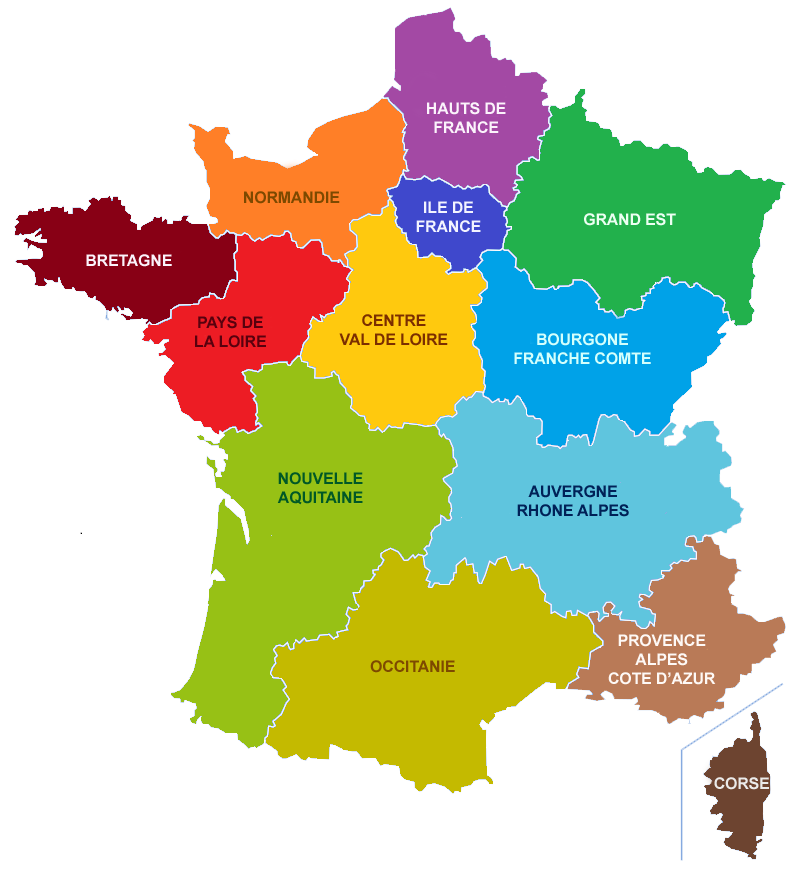 HAUTS DE
FRANCE
NORMANDIE
ILE DE
FRANCE
GRAND EST
BRETAGNE
PAYS DE
LA LOIRE
CENTRE
VAL DE LOIRE
BOURGONE
FRANCHE COMTE
NOUVELLE
AQUITAINE
AUVERGNE
RHONE ALPES
OCCITANIE
PROVENCE
ALPES
COTE D'AZUR
CORSE